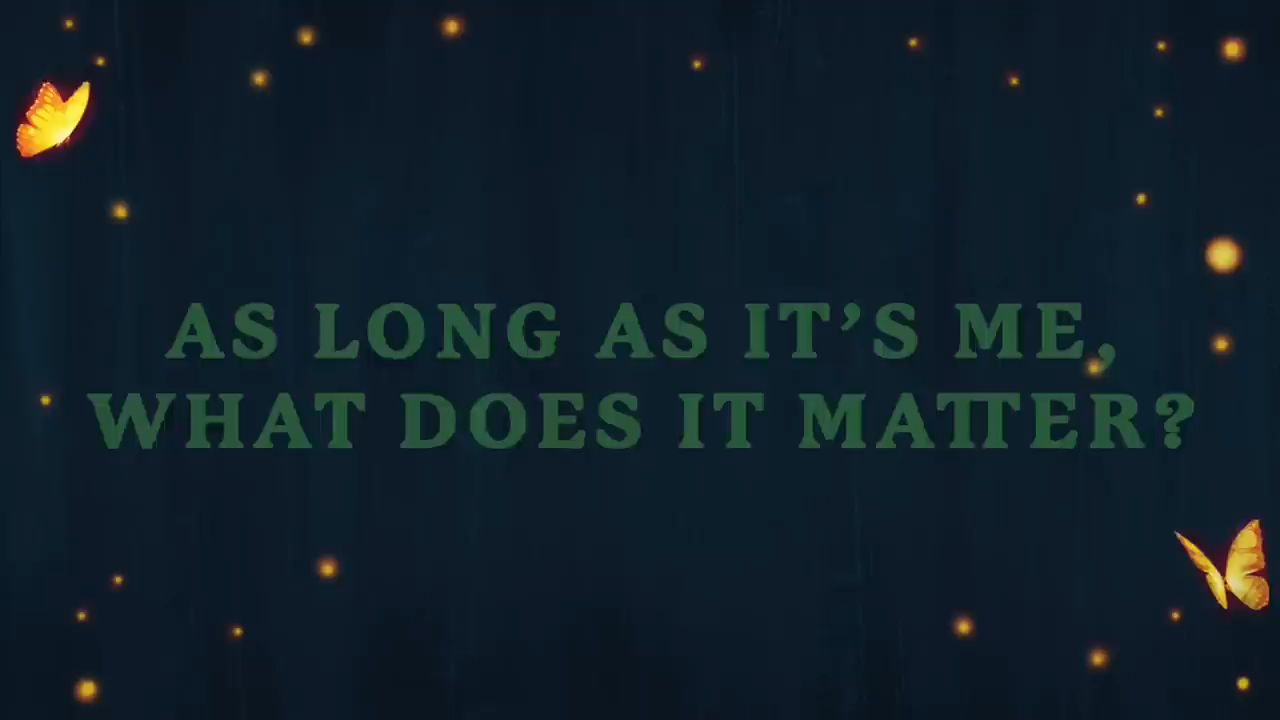 AS LONG AS IT’S ME,
WHAT DOES IT MATTER?